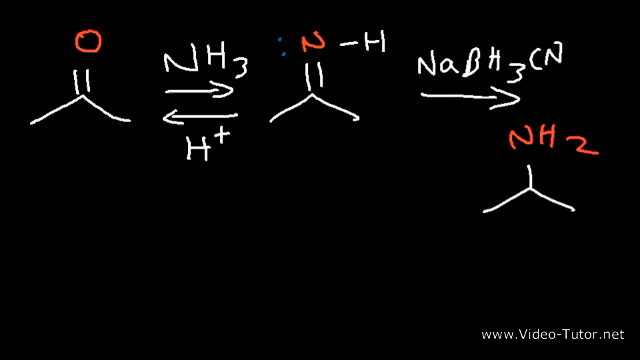 O
NH3
H+
: N-H
NaBH3CN
NH2
www.Video-Tutor.net